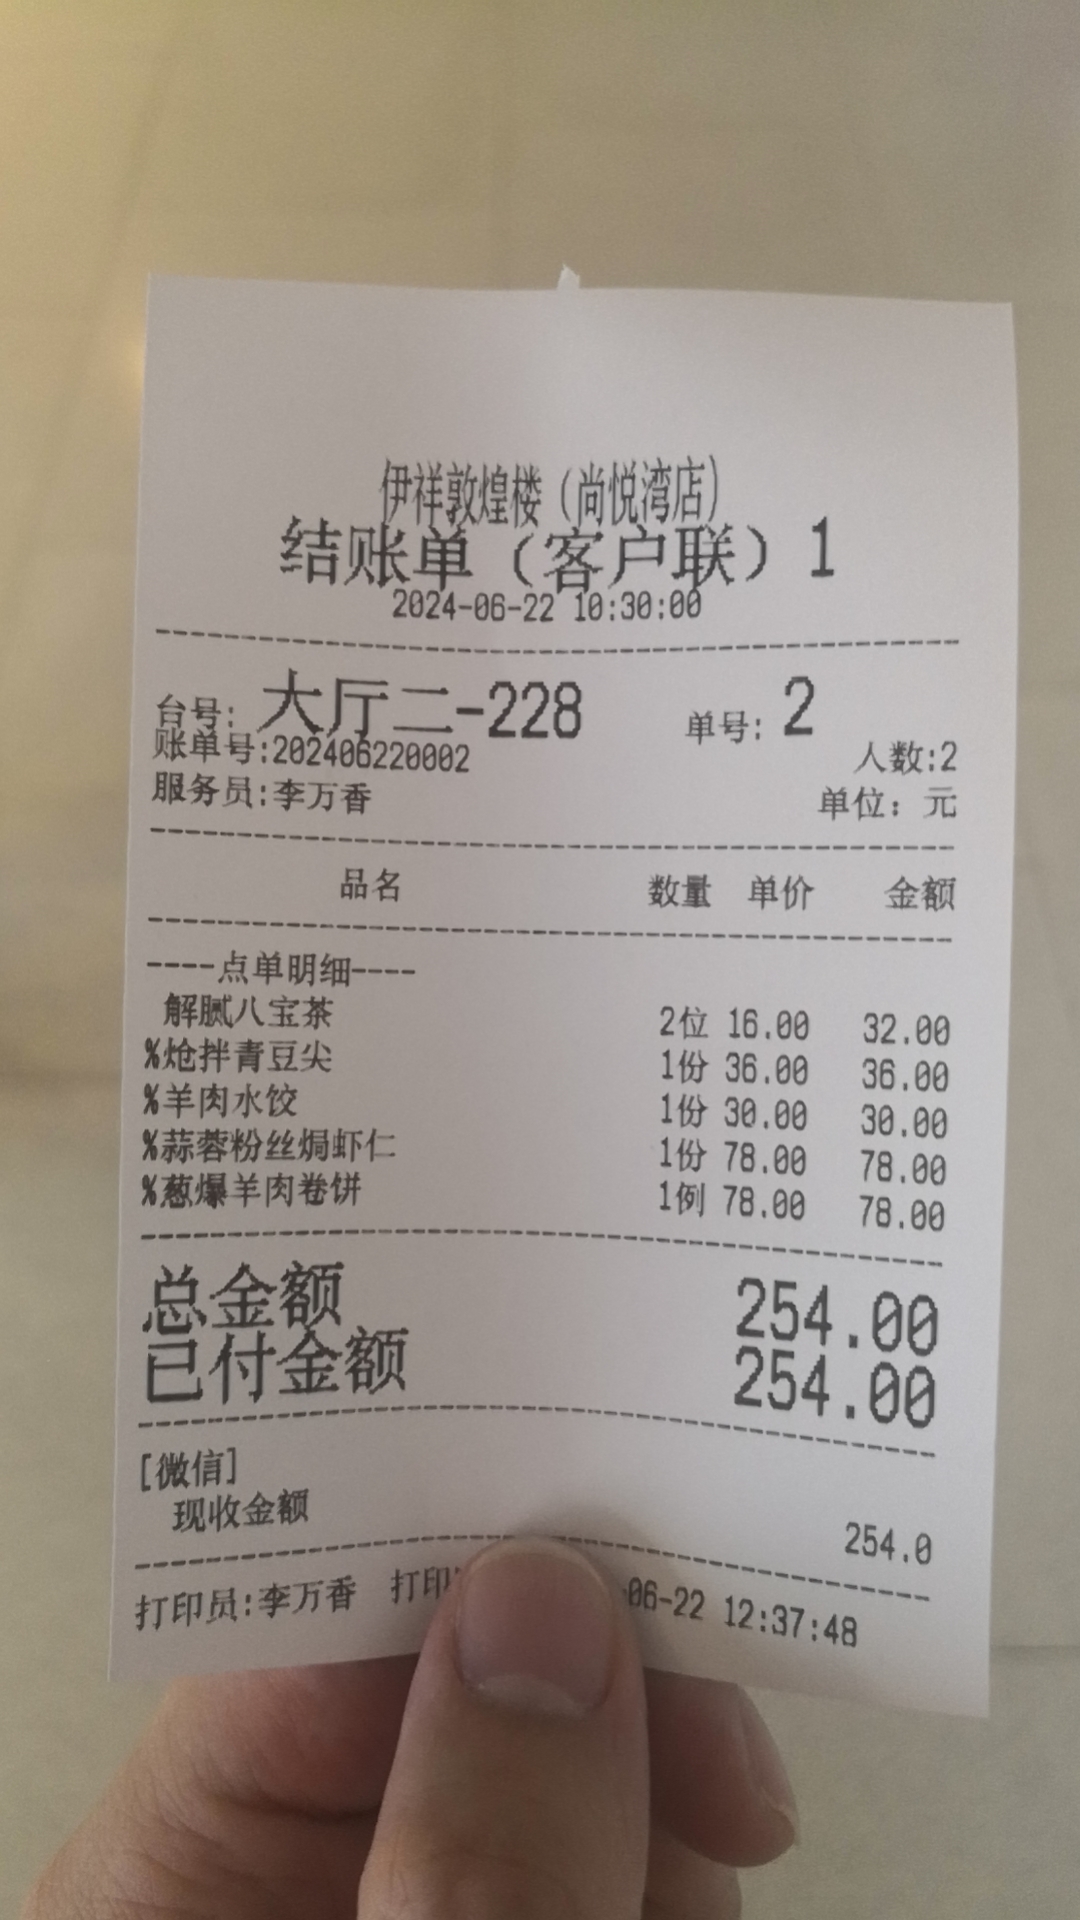 伊祥敦煌楼（尚悦湾店）
结账单（客户联）1
2024-06-22 10:30:00
台号: 大厅二-228 单号: 2
账单号:202406220002 人数:2
服务员:李万香 单位：元
品名 数量 单价 金额
----点单明细----
解腻八宝茶 2位 16.00 32.00
%炝拌青豆尖 1份 36.00 36.00
%羊肉水饺 1份 30.00 30.00
%蒜蓉粉丝焗虾仁 1份 78.00 78.00
%葱爆羊肉卷饼 1例 78.00 78.00
总金额 254.00
已付金额 254.00
[微信]
现收金额 254.0
打印员:李万香 打印 -06-22 12:37:48